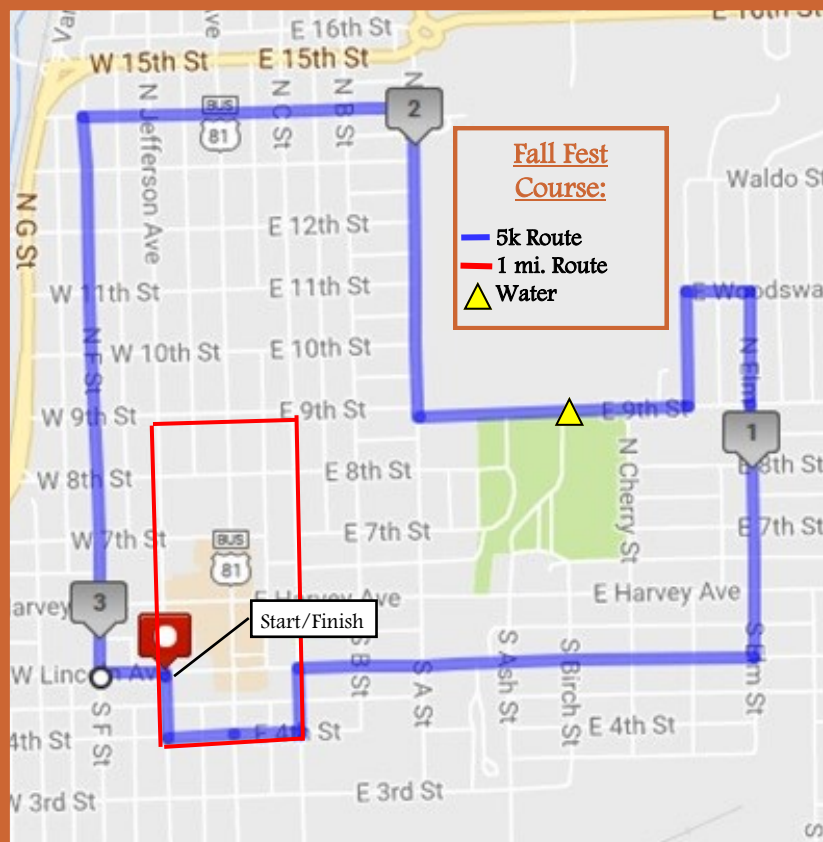 E 16th St
E 16th St
W 15th St
E 15th St
N Jefferson Ave
BUS
81
N C St
N B St
N
2
Fall Fest
Course:
5k Route
1 mi. Route
Water
Waldo St
N G St
E 12th St
W 11th St
E 11th St
E Woodswa
N F St
W 10th St
E 10th St
N Elm
W 9th St
E 9th St
E 9th St
1
W 8th St
E 8th St
N Cherry St
E 8th St
W 7th St
BUS
81
E 7th St
E 7th St
Harvey
3
E Harvey Ave
E Harvey Ave
Start/Finish
W Lincoln Ave
S B St
S A St
S Ash St
S Birch St
S Elm St
S F St
4th St
E 4th St
E 4th St
W 3rd St
E 3rd St
S